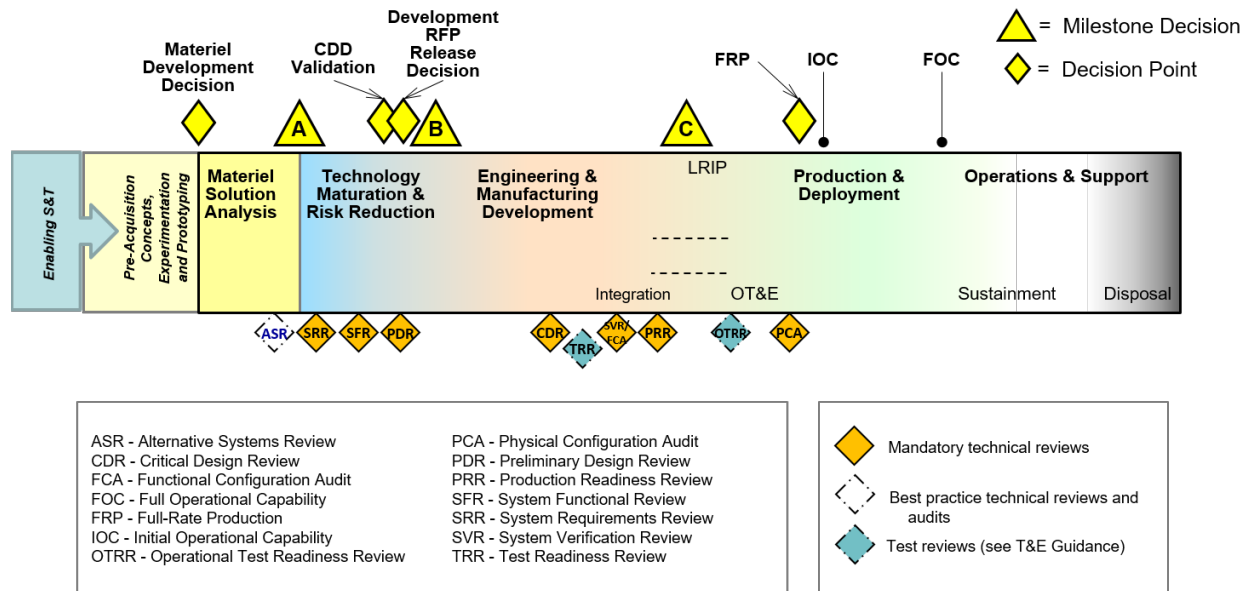 = Milestone Decision
= Decision Point
Materiel
Development
Decision
CDD
Validation
Development
RFP
Release
Decision
FRP
IOC
FOC
A
B
C
Enabling S&T
Pre-Acquisition
Concepts,
Experimentation
and Prototyping
Materiel
Solution
Analysis
Technology
Maturation &
Risk Reduction
Engineering &
Manufacturing
Development
LRIP
Production &
Deployment
Operations & Support
Integration
OT&E
Sustainment
Disposal
ASR
SRR
SFR
PDR
CDR
TRR
SVR/
FCA
PRR
OTRR
PCA
ASR - Alternative Systems Review
CDR - Critical Design Review
FCA - Functional Configuration Audit
FOC - Full Operational Capability
FRP - Full-Rate Production
IOC - Initial Operational Capability
OTRR - Operational Test Readiness Review
PCA - Physical Configuration Audit
PDR - Preliminary Design Review
PRR - Production Readiness Review
SFR - System Functional Review
SRR - System Requirements Review
SVR - System Verification Review
TRR - Test Readiness Review
Mandatory technical reviews
Best practice technical reviews and
audits
Test reviews (see T&E Guidance)